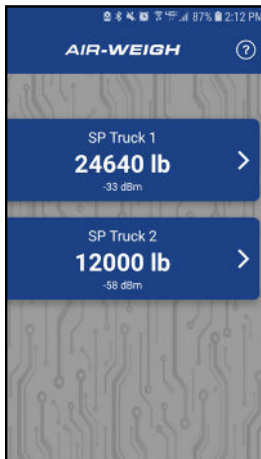 87% 2:12 PM
AIR-WEIGH ?
SP Truck 1
24640 lb
-33 dBm
SP Truck 2
12000 lb
-58 dBm